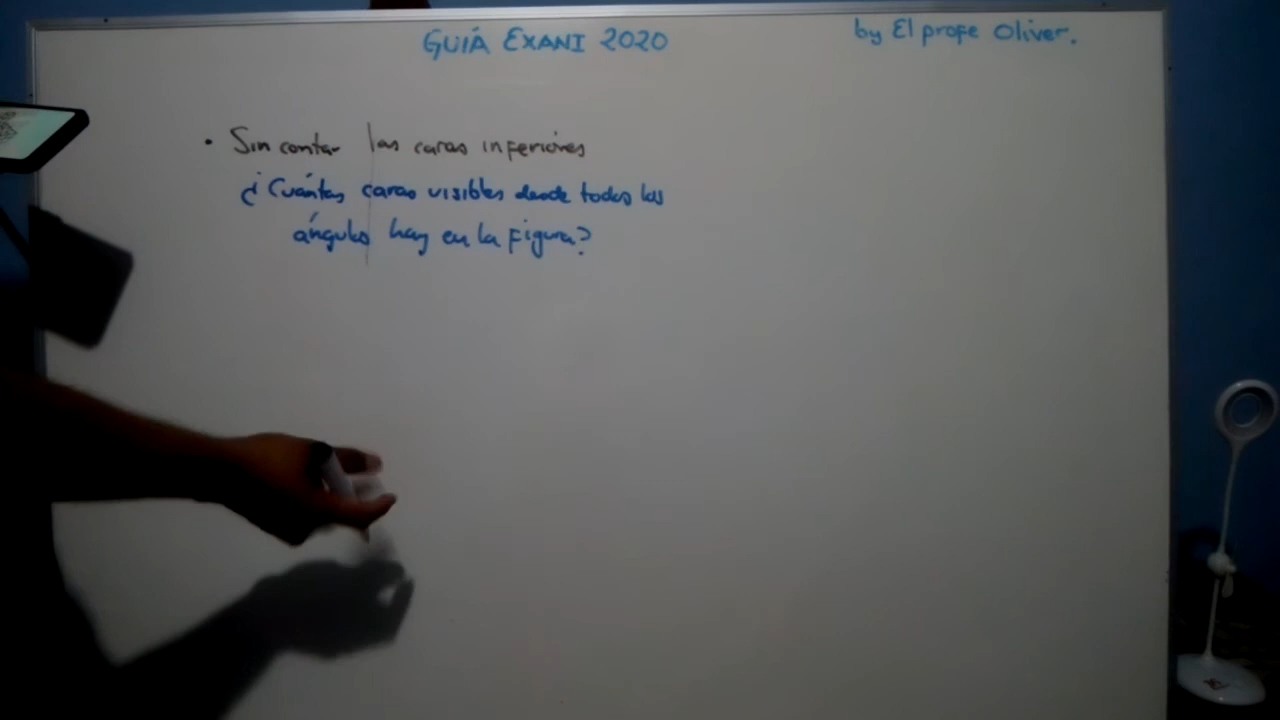 GUIÁ EXANI 2020
by El profe Oliver.
• Sin contar las caras inferiores
¿Cuántas caras visibles desde todos los
ángulos hay en la figura?